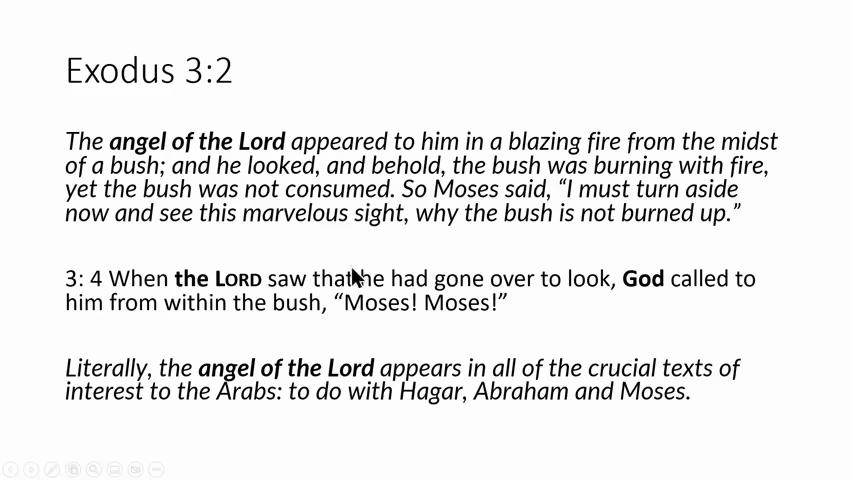 Exodus 3:2
The angel of the Lord appeared to him in a blazing fire from the midst
of a bush; and he looked, and behold, the bush was burning with fire,
yet the bush was not consumed. So Moses said, “I must turn aside
now and see this marvelous sight, why the bush is not burned up.”
3: 4 When the LORD saw that he had gone over to look, God called to
him from within the bush, “Moses! Moses!”
Literally, the angel of the Lord appears in all of the crucial texts of
interest to the Arabs: to do with Hagar, Abraham and Moses.